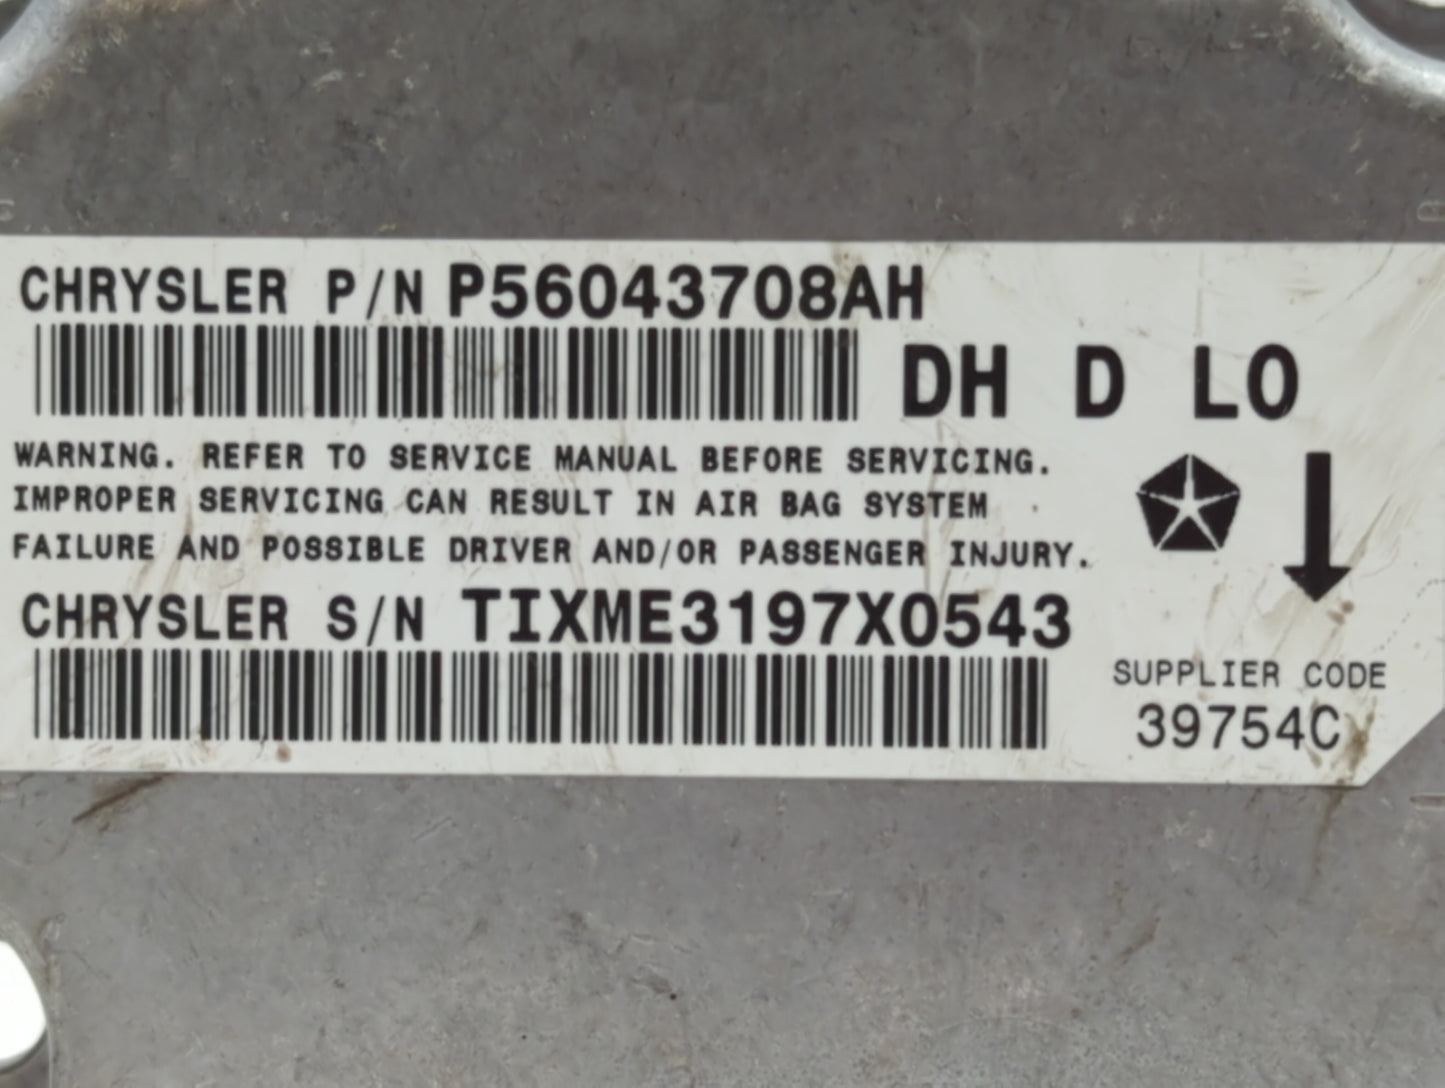 CHRYSLER P/N P56043708AH
DH D LO
WARNING. REFER TO SERVICE MANUAL BEFORE SERVICING.
IMPROPER SERVICING CAN RESULT IN AIR BAG SYSTEM
FAILURE AND POSSIBLE DRIVER AND/OR PASSENGER INJURY.
CHRYSLER S/N TIXME3197X0543
SUPPLIER CODE
39754C